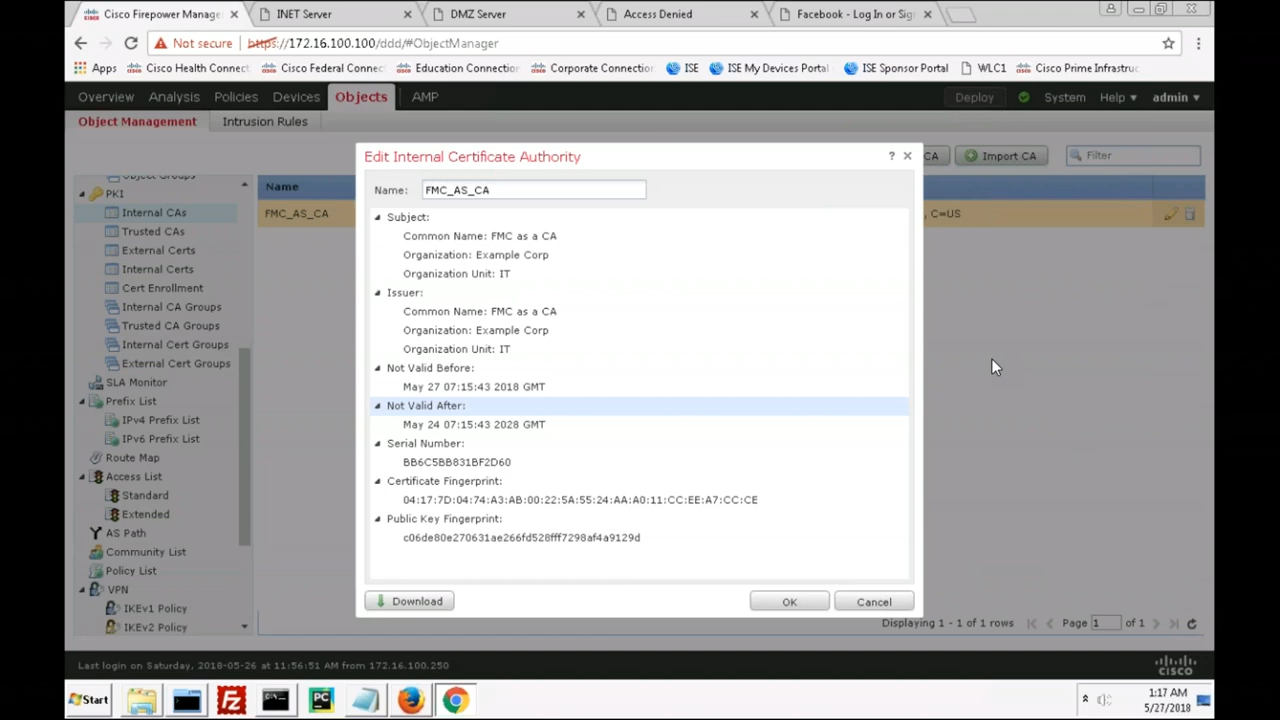 Cisco Firepower Manage
INET Server
DMZ Server
Access Denied
Facebook - Log In or Sig
Not secure | https://172.16.100.100/ddd/#ObjectManager
Apps
Cisco Health Connect
Cisco Federal Connec
Education Connection
Corporate Connection
ISE
ISE My Devices Portal
ISE Sponsor Portal
WLC1
Cisco Prime Infrastruc
Overview Analysis Policies Devices Objects AMP
Deploy System Help admin
Object Management Intrusion Rules
Edit Internal Certificate Authority
? ×
CA
Import CA
Filter
Name: FMC_AS_CA
Object Groups
PKI
Internal CAs
Trusted CAs
External Certs
Internal Certs
Cert Enrollment
Internal CA Groups
Trusted CA Groups
Internal Cert Groups
External Cert Groups
SLA Monitor
Prefix List
IPv4 Prefix List
IPv6 Prefix List
Route Map
Access List
Standard
Extended
AS Path
Community List
Policy List
VPN
IKEv1 Policy
IKEv2 Policy
Name
FMC_AS_CA
, C=US
Subject:
Common Name: FMC as a CA
Organization: Example Corp
Organization Unit: IT
Issuer:
Common Name: FMC as a CA
Organization: Example Corp
Organization Unit: IT
Not Valid Before:
May 27 07:15:43 2018 GMT
Not Valid After:
May 24 07:15:43 2028 GMT
Serial Number:
BB6C5BB831BF2D60
Certificate Fingerprint:
04:17:7D:04:74:A3:AB:00:22:5A:55:24:AA:A0:11:CC:EE:A7:CC:CE
Public Key Fingerprint:
c06de80e270631ae266fd528fff7298af4a9129d
Download
OK
Cancel
Displaying 1 - 1 of 1 rows
Page 1 of 1
Last login on Saturday, 2018-05-26 at 11:56:51 AM from 172.16.100.250
CISCO
Start
Fz
PC
1:17 AM
5/27/2018